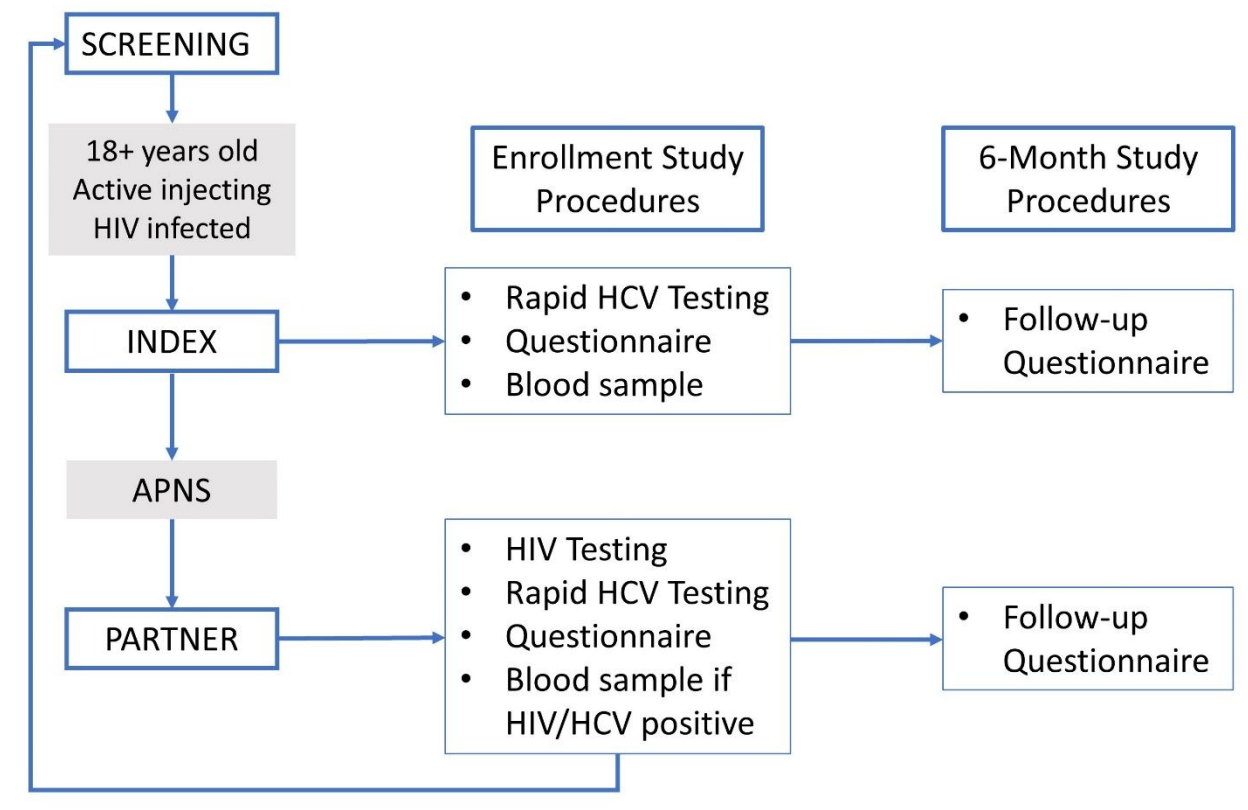 SCREENING
18+ years old
Active injecting
HIV infected
Enrollment Study
Procedures
6-Month Study
Procedures
INDEX
• Rapid HCV Testing
• Questionnaire
• Blood sample
• Follow-up
Questionnaire
APNS
PARTNER
• HIV Testing
• Rapid HCV Testing
• Questionnaire
• Blood sample if
HIV/HCV positive
• Follow-up
Questionnaire